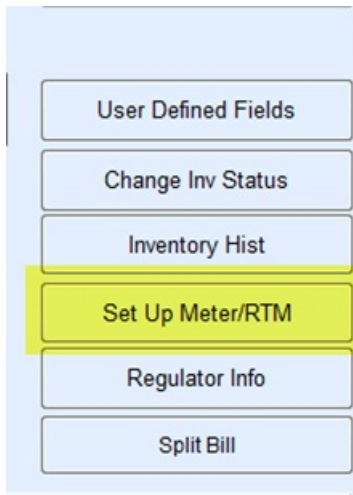 User Defined Fields
Change Inv Status
Inventory Hist
Set Up Meter/RTM
Regulator Info
Split Bill